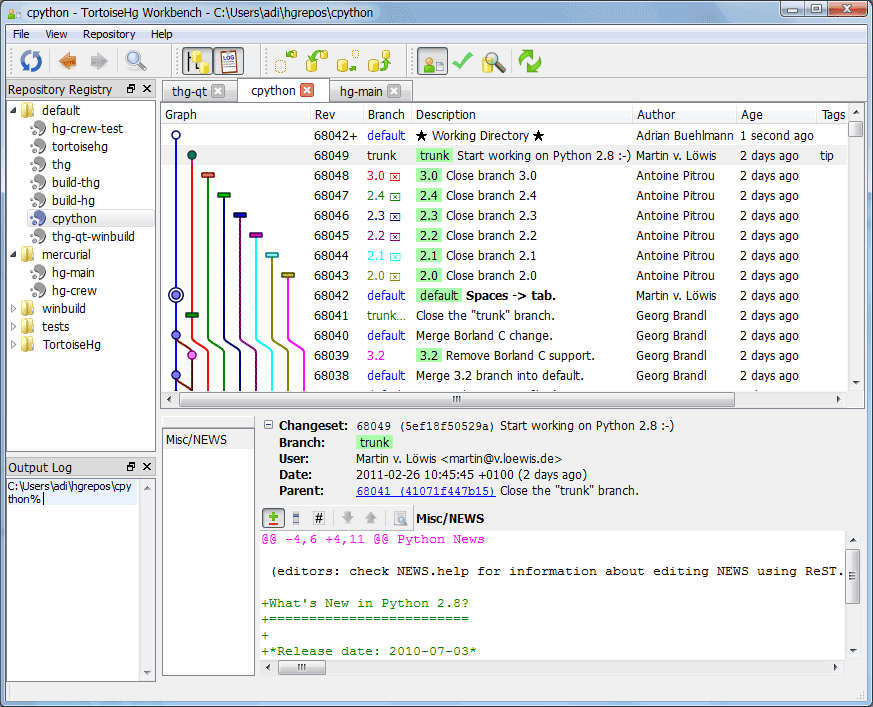 cpython - TortoiseHg Workbench - C:\Users\adi\hgrepos\cpython
File View Repository Help
LOG
Repository Registry
default
hg-crew-test
tortoisehg
thg
build-thg
build-hg
cpython
thg-qt-winbuild
mercurial
hg-main
hg-crew
winbuild
tests
TortoiseHg
Output Log
C:\Users\adi\hgrepos\cpy
thon%
thg-qt cpython hg-main
Graph Rev Branch Description Author Age Tags
68042+ default ★ Working Directory ★ Adrian Buehlmann 1 second ago
68049 trunk trunk Start working on Python 2.8 :-) Martin v. Löwis 2 days ago tip
68048 3.0 3.0 Close branch 3.0 Antoine Pitrou 2 days ago
68047 2.4 2.4 Close branch 2.4 Antoine Pitrou 2 days ago
68046 2.3 2.3 Close branch 2.3 Antoine Pitrou 2 days ago
68045 2.2 2.2 Close branch 2.2 Antoine Pitrou 2 days ago
68044 2.1 2.1 Close branch 2.1 Antoine Pitrou 2 days ago
68043 2.0 2.0 Close branch 2.0 Antoine Pitrou 2 days ago
68042 default default Spaces -> tab. Martin v. Löwis 2 days ago
68041 trunk... Close the "trunk" branch. Georg Brandl 2 days ago
68040 default Merge Borland C change. Georg Brandl 2 days ago
68039 3.2 3.2 Remove Borland C support. Georg Brandl 2 days ago
68038 default Merge 3.2 branch into default. Georg Brandl 2 days ago
Misc/NEWS
Changeset: 68049 (5ef18f50529a) Start working on Python 2.8 :-)
Branch: trunk
User: Martin v. Löwis <martin@v.loewis.de>
Date: 2011-02-26 10:45:45 +0100 (2 days ago)
Parent: 68041 (41071f447b15) Close the "trunk" branch.
# Misc/NEWS
@@ -4,6 +4,11 @@ Python News
(editors: check NEWS.help for information about editing NEWS using ReST.
+What's New in Python 2.8?
+=========================
+
+*Release date: 2010-07-03*